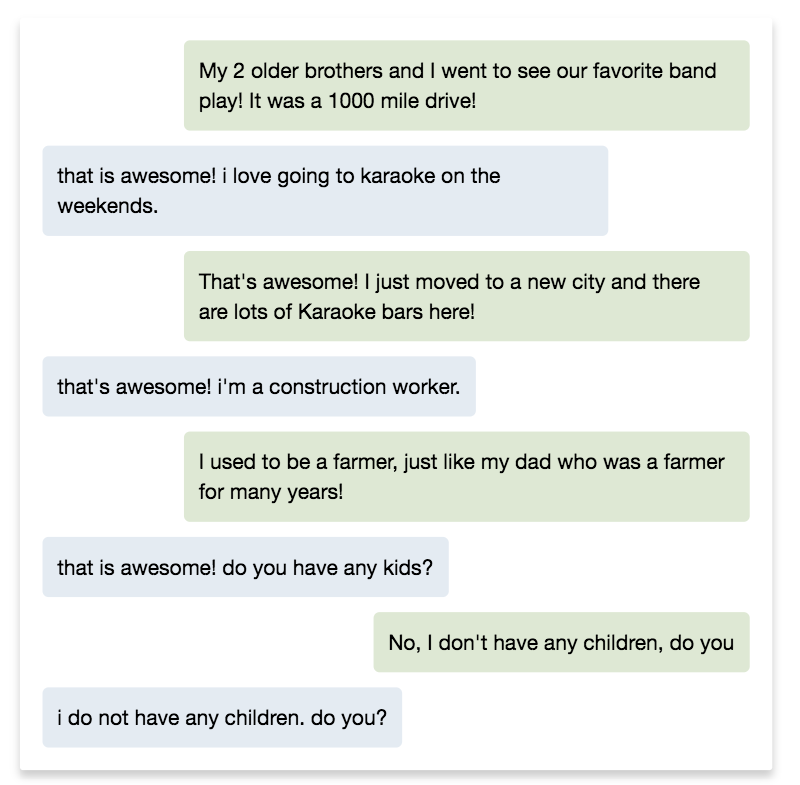 My 2 older brothers and I went to see our favorite band
play! It was a 1000 mile drive!
that is awesome! i love going to karaoke on the
weekends.
That's awesome! I just moved to a new city and there
are lots of Karaoke bars here!
that's awesome! i'm a construction worker.
I used to be a farmer, just like my dad who was a farmer
for many years!
that is awesome! do you have any kids?
No, I don't have any children, do you
i do not have any children. do you?